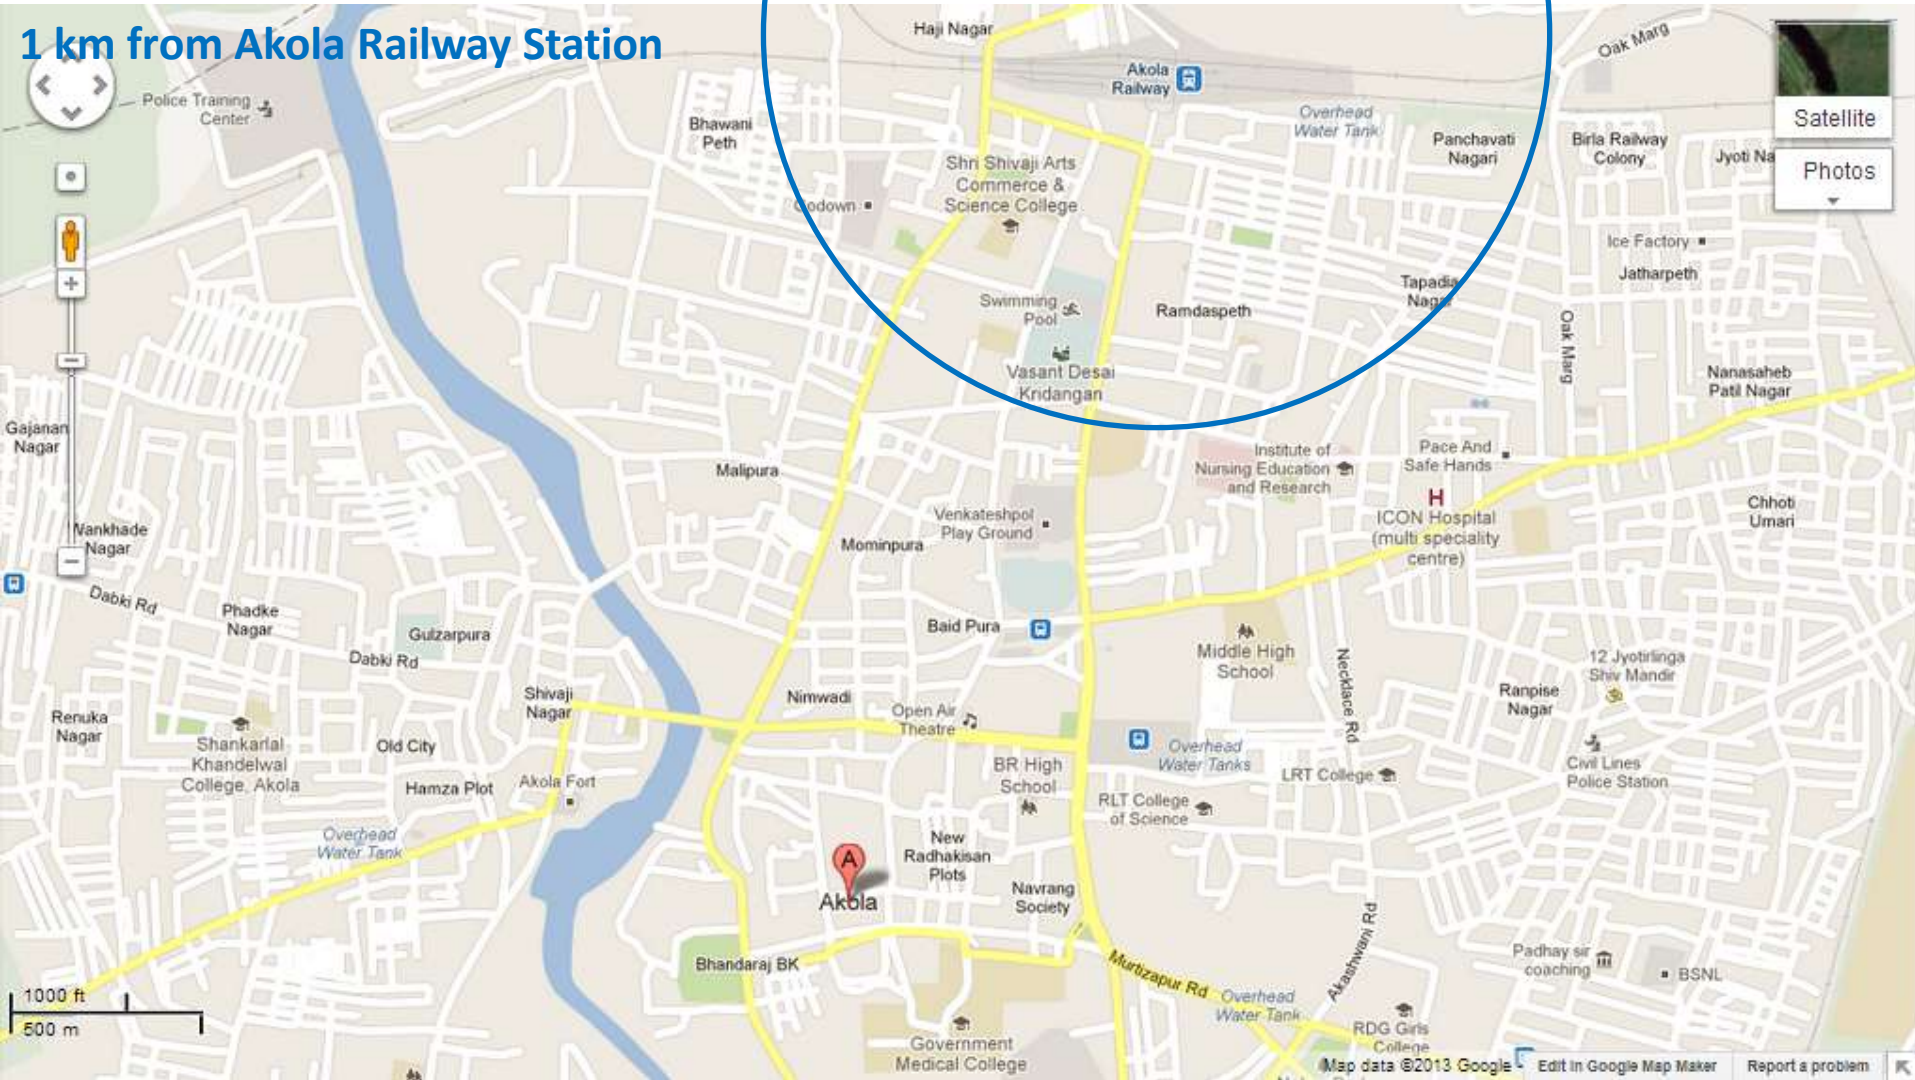 1 km from Akola Railway Station
Haji Nagar
Oak Marg
Akola
Railway
Satellite
Police Training
Center
Bhawani
Peth
Overhead
Water Tank
Panchavati
Nagari
Birla Railway
Colony
Jyoti Na
Photos
Shri Shivaji Arts
Commerce &
Science College
Godown
Ice Factory
Jatharpeth
Tapadia
Nagar
Swimming
Pool
Ramdaspeth
Oak Marg
Vasant Desai
Kridangan
Nanasaheb
Patil Nagar
Gajanan
Nagar
Malipura
Institute of
Nursing Education
and Research
Pace And
Safe Hands
H
ICON Hospital
(multi speciality
centre)
Chhoti
Umari
Venkateshpol
Play Ground
Mominpura
Wankhade
Nagar
Dabki Rd
Phadke
Nagar
Gulzarpura
Dabki Rd
Baid Pura
Middle High
School
Necklace Rd
12 Jyotirlinga
Shiv Mandir
Ranpise
Nagar
Shivaji
Nagar
Nimwadi
Open Air
Theatre
Renuka
Nagar
Shankarlal
Khandelwal
College, Akola
Old City
Hamza Plot
Akola Fort
Overhead
Water Tanks
BR High
School
LRT College
Civil Lines
Police Station
RLT College
of Science
Overhead
Water Tank
New
Radhakisan
Plots
A
Akola
Navrang
Society
Bhandaraj BK
Murtizapur Rd
Akashwani Rd
Padhay sir
coaching
BSNL
Overhead
Water Tank
1000 ft
500 m
Government
Medical College
RDG Girls
College
Map data ©2013 Google -
Edit in Google Map Maker
Report a problem